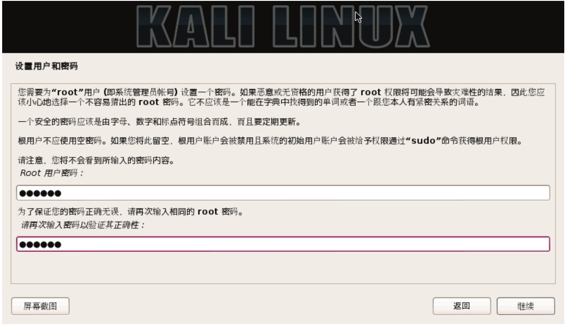 KALI LINUX
设置用户和密码
您需要为“root”用户 (即系统管理员帐号) 设置一个密码。如果恶意或无资格的用户获得了 root 权限将可能会导致灾难性的结果，因此您应
该小心地选择一个不容易猜出的 root 密码。它不应该是一个能在字典中找得到的单词或者一个跟您本人有紧密关系的词语。
一个安全的密码应该是由字母、数字和标点符号组合而成，而且要定期更新。
根用户不应使用空密码。如果您将此留空，根用户账户会被禁用且系统的初始用户账户会被给予权限通过“sudo”命令获得根用户权限。
请注意，您将不会看到所输入的密码内容。
Root 用户密码：
●●●●●●
为了保证您的密码正确无误，请再次输入相同的 root 密码。
请再次输入密码以验证其正确性：
●●●●●●
屏幕截图
返回
继续